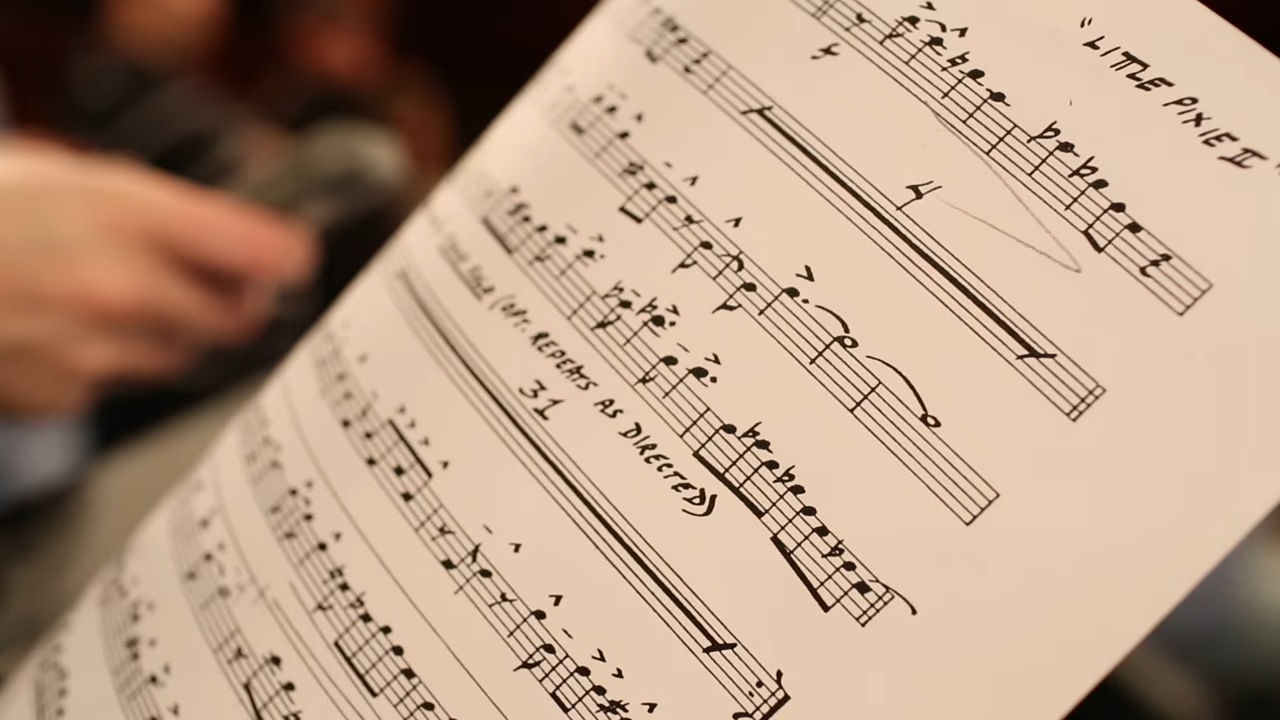 "LITTLE PIXIE II"
4
(OPT. REPEATS AS DIRECTED)
31